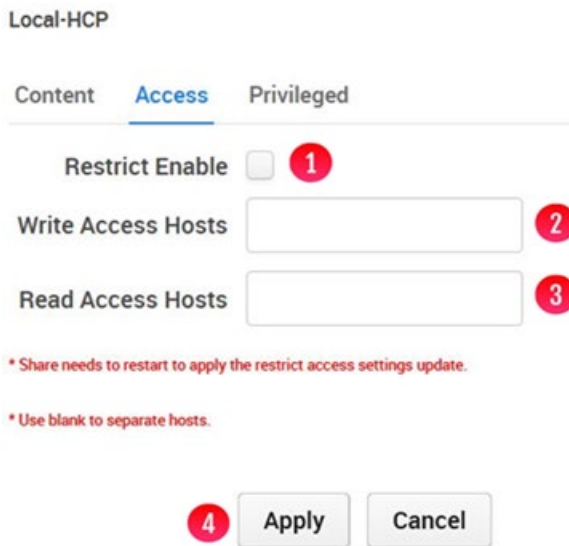 Local-HCP
Content Access Privileged
Restrict Enable 1
Write Access Hosts 2
Read Access Hosts 3
* Share needs to restart to apply the restrict access settings update.
* Use blank to separate hosts.
4 Apply Cancel